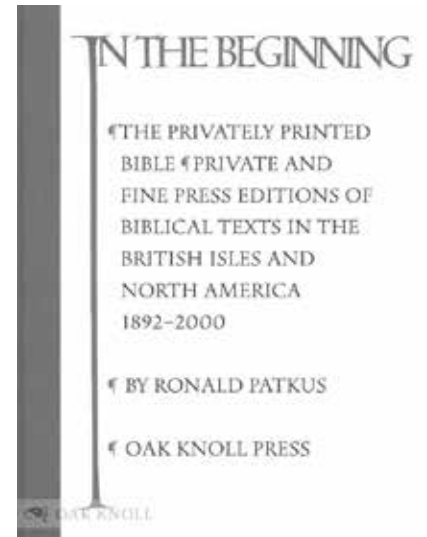 IN THE BEGINNING
¶THE PRIVATELY PRINTED
BIBLE ¶PRIVATE AND
FINE PRESS EDITIONS OF
BIBLICAL TEXTS IN THE
BRITISH ISLES AND
NORTH AMERICA
1892–2000
¶ BY RONALD PATKUS
¶ OAK KNOLL PRESS
OAK KNOLL